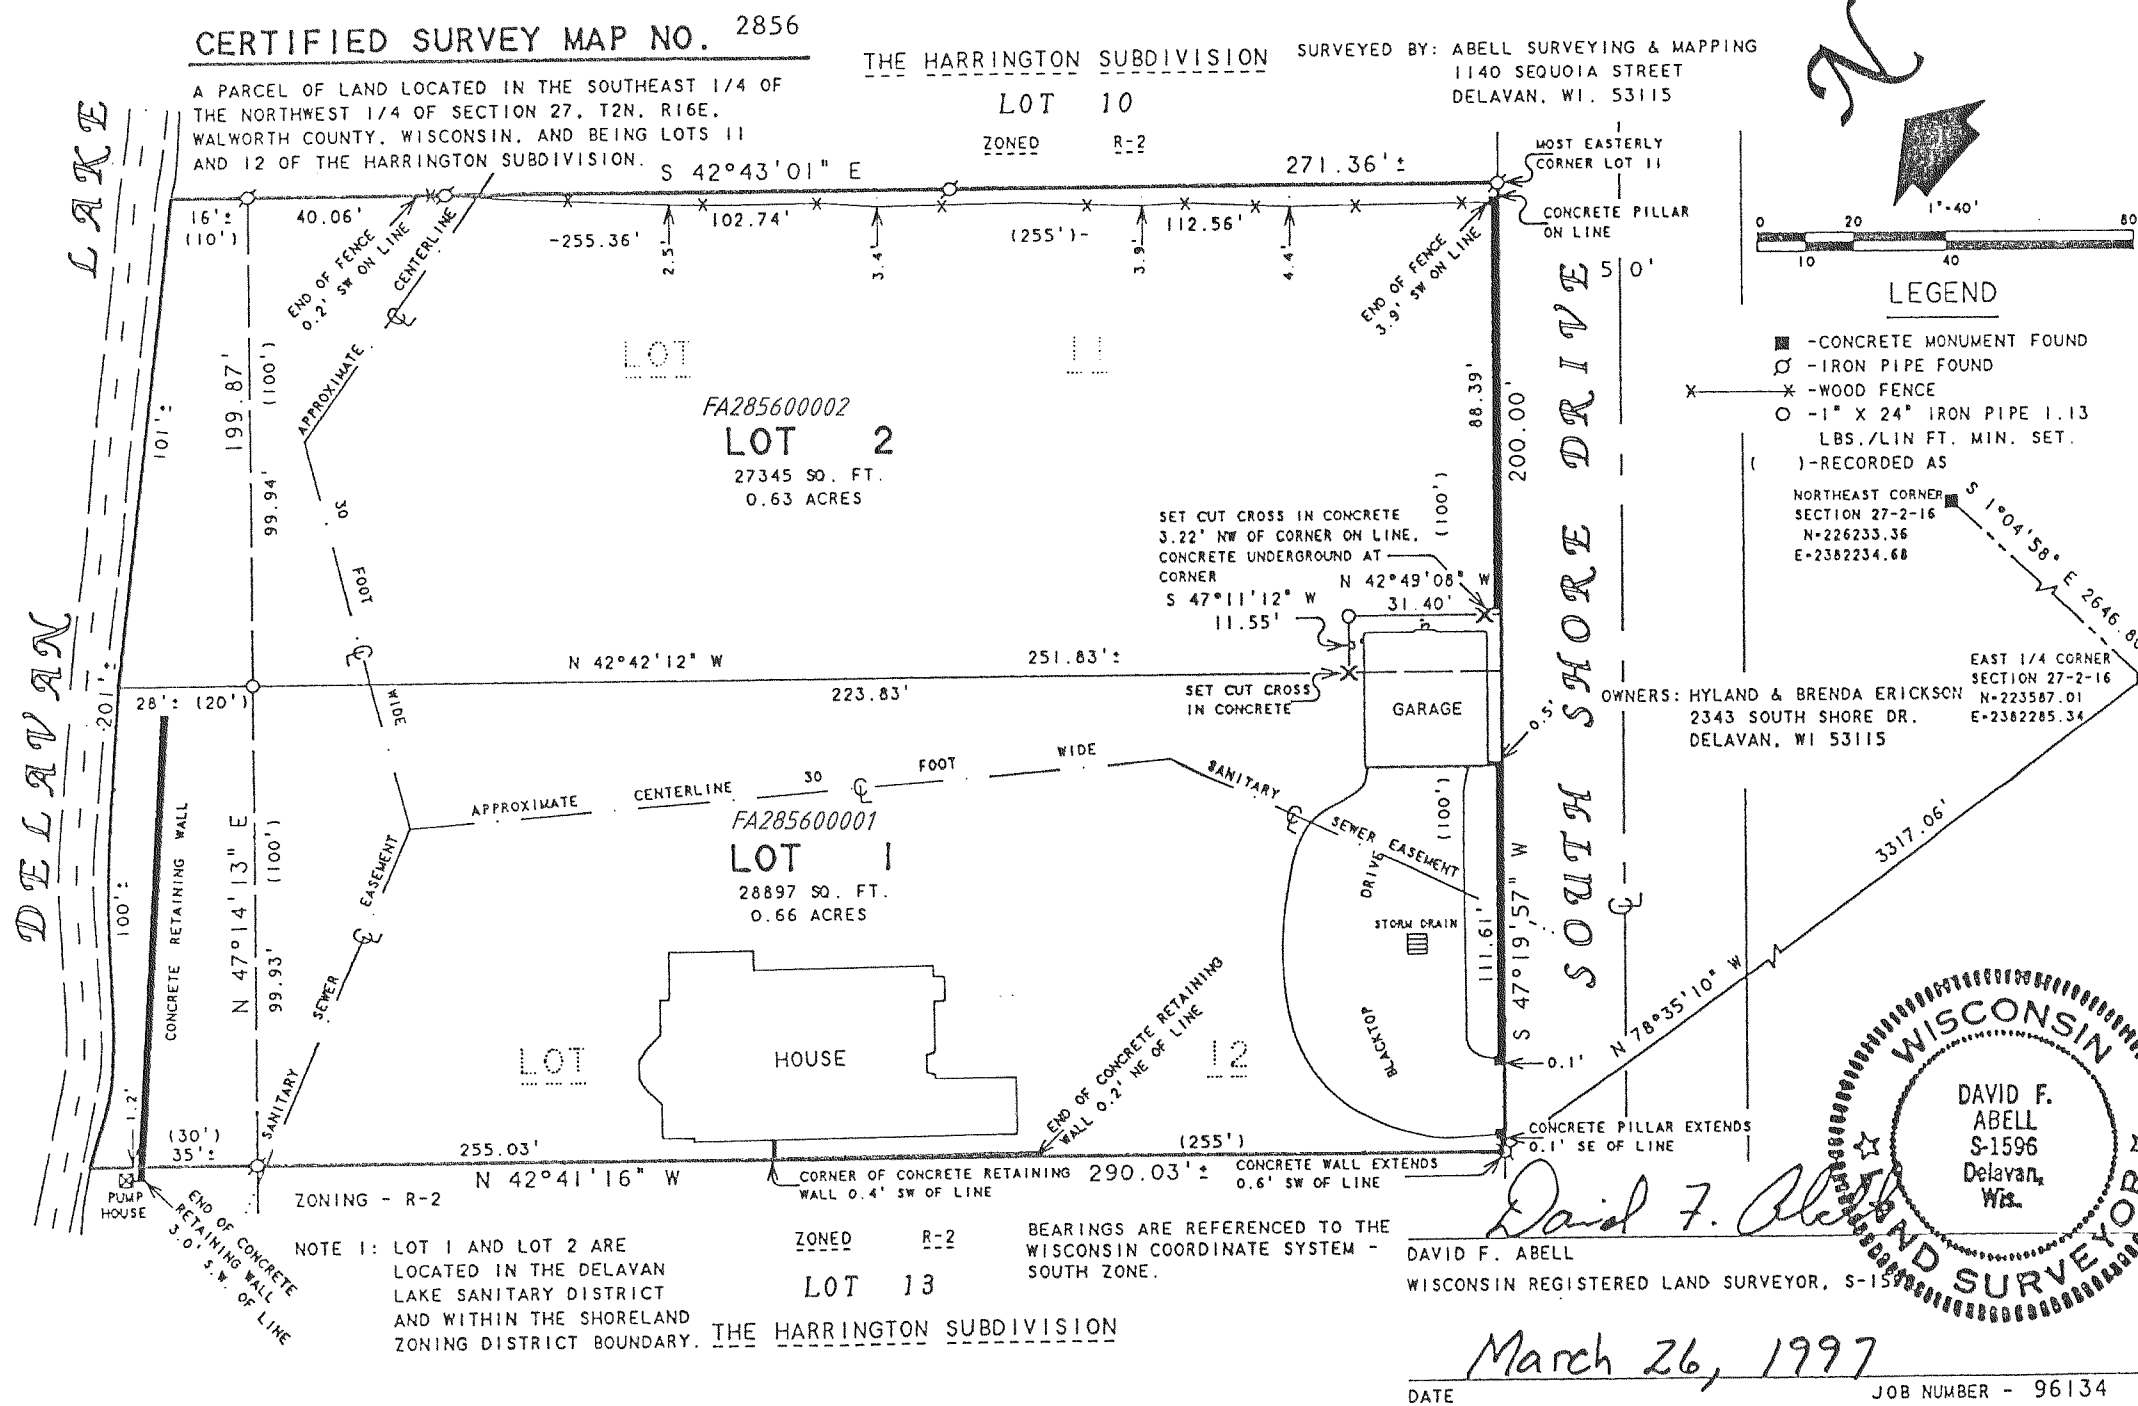 CERTIFIED SURVEY MAP NO. 2856
A PARCEL OF LAND LOCATED IN THE SOUTHEAST 1/4 OF
THE NORTHWEST 1/4 OF SECTION 27, T2N, R16E,
WALWORTH COUNTY, WISCONSIN, AND BEING LOTS 11
AND 12 OF THE HARRINGTON SUBDIVISION.
THE HARRINGTON SUBDIVISION
LOT 10
ZONED R-2
SURVEYED BY: ABELL SURVEYING & MAPPING
1140 SEQUOIA STREET
DELAVAN, WI. 53115
N
MOST EASTERLY
CORNER LOT 11
CONCRETE PILLAR
ON LINE
S 42°43'01" E
271.36'±
16'±
(10')
40.06'
-255.36'
102.74'
(255')-
112.56'
2.5'
3.4'
3.9'
4.4'
END OF FENCE
0.2' SW ON LINE
END OF FENCE
3.9' SW ON LINE
CENTERLINE
APPROXIMATE
30
FOOT
WIDE
DELAVAN LAKE
101'±
201'±
100'±
199.87'
(100')
99.94'
LOT 11
FA285600002
LOT 2
27345 SQ. FT.
0.63 ACRES
88.39'
200.00'
(100')
SET CUT CROSS IN CONCRETE
3.22' NW OF CORNER ON LINE,
CONCRETE UNDERGROUND AT
CORNER
N 42°49'08" W
31.40'
S 47°11'12" W
11.55'
5'
N 42°42'12" W
251.83'±
28'± (20')
223.83'
SET CUT CROSS
IN CONCRETE
GARAGE
0.5'
SOUTH SHORE DRIVE
50'
0 20 1"=40' 80
10 40
LEGEND
-CONCRETE MONUMENT FOUND
-IRON PIPE FOUND
-WOOD FENCE
-1" X 24" IRON PIPE 1.13
LBS./LIN FT. MIN. SET.
( )-RECORDED AS
NORTHEAST CORNER
SECTION 27-2-16
N=226233.36
E=2382234.68
S 1°04'58" E 2646.8
EAST 1/4 CORNER
SECTION 27-2-16
N=223587.01
E=2382285.34
OWNERS: HYLAND & BRENDA ERICKSON
2343 SOUTH SHORE DR.
DELAVAN, WI 53115
3317.06'
N 78°35'10" W
CONCRETE RETAINING WALL
N 47°14'13" E
(100')
99.93'
APPROXIMATE CENTERLINE 30 FOOT WIDE
SANITARY
SEWER EASEMENT
SANITARY SEWER EASEMENT
FA285600001
LOT 1
28897 SQ. FT.
0.66 ACRES
(100')
DRIVE
STORM DRAIN
BLACKTOP
111.61'
S 47°19'57" W
0.1'
HOUSE
LOT 12
END OF CONCRETE RETAINING
WALL 0.2' NE OF LINE
1.2'
(30')
35'±
255.03'
N 42°41'16" W
(255')
290.03'±
CORNER OF CONCRETE RETAINING
WALL 0.4' SW OF LINE
CONCRETE WALL EXTENDS
0.6' SW OF LINE
CONCRETE PILLAR EXTENDS
0.1' SE OF LINE
PUMP
HOUSE
END OF CONCRETE
RETAINING WALL
3.0' S.W. OF LINE
ZONING - R-2
NOTE 1: LOT 1 AND LOT 2 ARE
LOCATED IN THE DELAVAN
LAKE SANITARY DISTRICT
AND WITHIN THE SHORELAND
ZONING DISTRICT BOUNDARY.
ZONED R-2
LOT 13
THE HARRINGTON SUBDIVISION
BEARINGS ARE REFERENCED TO THE
WISCONSIN COORDINATE SYSTEM -
SOUTH ZONE.
David F. Abell
DAVID F. ABELL
WISCONSIN REGISTERED LAND SURVEYOR, S-15
WISCONSIN
DAVID F.
ABELL
S-1596
Delavan,
Wis.
LAND SURVEYOR
March 26, 1997
DATE
JOB NUMBER - 96134